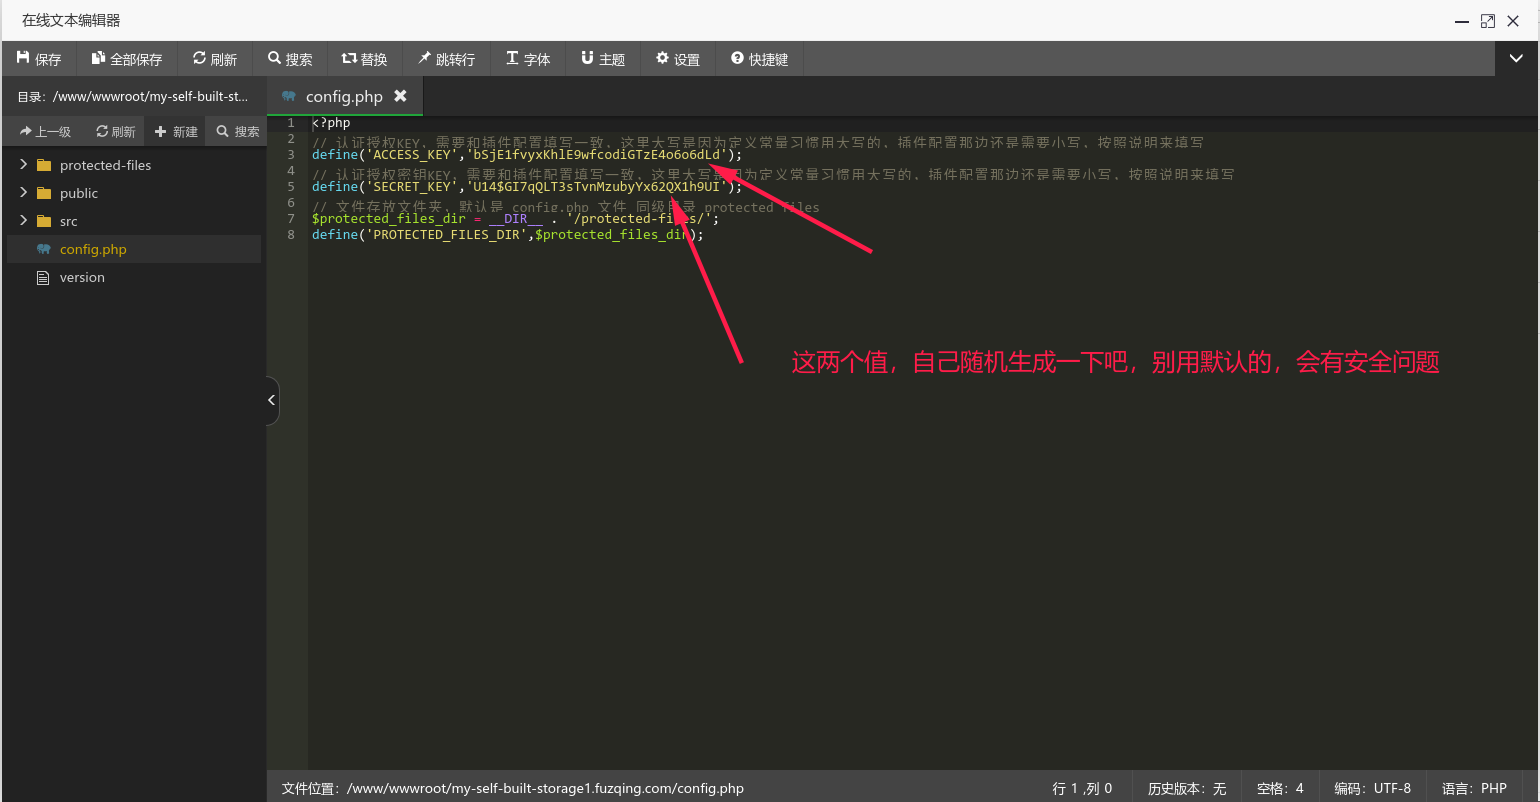 在线文本编辑器
保存 全部保存 刷新 搜索 替换 跳转行 字体 主题 设置 快捷键
目录：/www/wwwroot/my-self-built-st...
config.php
上一级 刷新 新建 搜索
protected-files
public
src
config.php
version
1 <?php
2 // 认证授权KEY，需要和插件配置填写一致，这里大写是因为定义常量习惯用大写的，插件配置那边还是需要小写，按照说明来填写
3 define('ACCESS_KEY','bSjE1fvyxKhlE9wfcodiGTzE4o6o6dLd');
4 // 认证授权密钥KEY，需要和插件配置填写一致，这里大写是因为定义常量习惯用大写的，插件配置那边还是需要小写，按照说明来填写
5 define('SECRET_KEY','U14$GI7qQLT3sTvnMzubyYx62QX1h9UI');
6 // 文件存放文件夹，默认是 config.php 文件 同级目录 protected files
7 $protected_files_dir = __DIR__ . '/protected-files/';
8 define('PROTECTED_FILES_DIR',$protected_files_dir);
这两个值，自己随机生成一下吧，别用默认的，会有安全问题
文件位置：/www/wwwroot/my-self-built-storage1.fuzqing.com/config.php
行 1 ,列 0 历史版本：无 空格：4 编码：UTF-8 语言：PHP